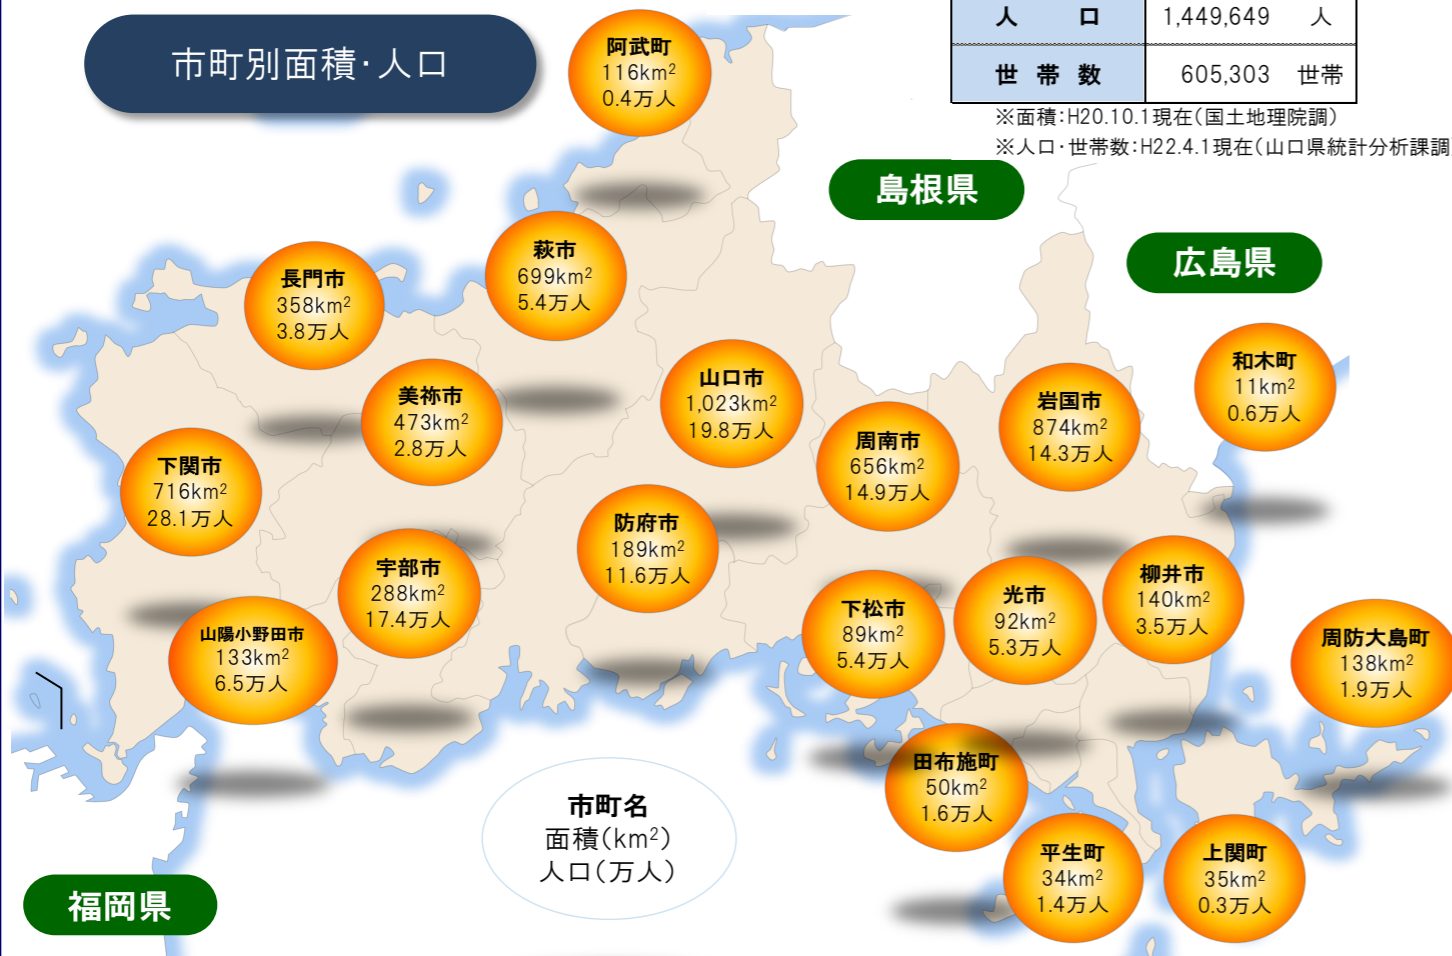 市町別面積・人口
人口 1,449,649 人
世帯数 605,303 世帯
※面積：H20.10.1現在（国土地理院調）
※人口・世帯数：H22.4.1現在（山口県統計分析課調
島根県
広島県
福岡県
阿武町
116km²
0.4万人
萩市
699km²
5.4万人
長門市
358km²
3.8万人
美祢市
473km²
2.8万人
山口市
1,023km²
19.8万人
周南市
656km²
14.9万人
岩国市
874km²
14.3万人
和木町
11km²
0.6万人
下関市
716km²
28.1万人
宇部市
288km²
17.4万人
防府市
189km²
11.6万人
山陽小野田市
133km²
6.5万人
下松市
89km²
5.4万人
光市
92km²
5.3万人
柳井市
140km²
3.5万人
周防大島町
138km²
1.9万人
田布施町
50km²
1.6万人
平生町
34km²
1.4万人
上関町
35km²
0.3万人
市町名
面積（km²）
人口（万人）